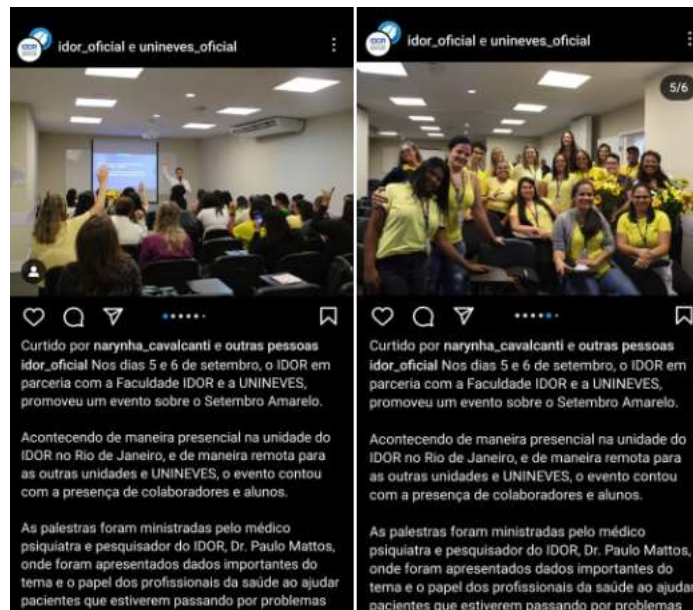 idor_oficial e unineves_oficial
Curtido por narynha_cavalcanti e outras pessoas
idor_oficial Nos dias 5 e 6 de setembro, o IDOR em
parceria com a Faculdade IDOR e a UNINEVES,
promoveu um evento sobre o Setembro Amarelo.
Acontecendo de maneira presencial na unidade do
IDOR no Rio de Janeiro, e de maneira remota para
as outras unidades e UNINEVES, o evento contou
com a presença de colaboradores e alunos.
As palestras foram ministradas pelo médico
psiquiatra e pesquisador do IDOR, Dr. Paulo Mattos,
onde foram apresentados dados importantes do
tema e o papel dos profissionais da saúde ao ajudar
pacientes que estiverem passando por problemas
idor_oficial e unineves_oficial
5/6
Curtido por narynha_cavalcanti e outras pessoas
idor_oficial Nos dias 5 e 6 de setembro, o IDOR em
parceria com a Faculdade IDOR e a UNINEVES,
promoveu um evento sobre o Setembro Amarelo.
Acontecendo de maneira presencial na unidade do
IDOR no Rio de Janeiro, e de maneira remota para
as outras unidades e UNINEVES, o evento contou
com a presença de colaboradores e alunos.
As palestras foram ministradas pelo médico
psiquiatra e pesquisador do IDOR, Dr. Paulo Mattos,
onde foram apresentados dados importantes do
tema e o papel dos profissionais da saúde ao ajudar
pacientes que estiverem passando por problemas